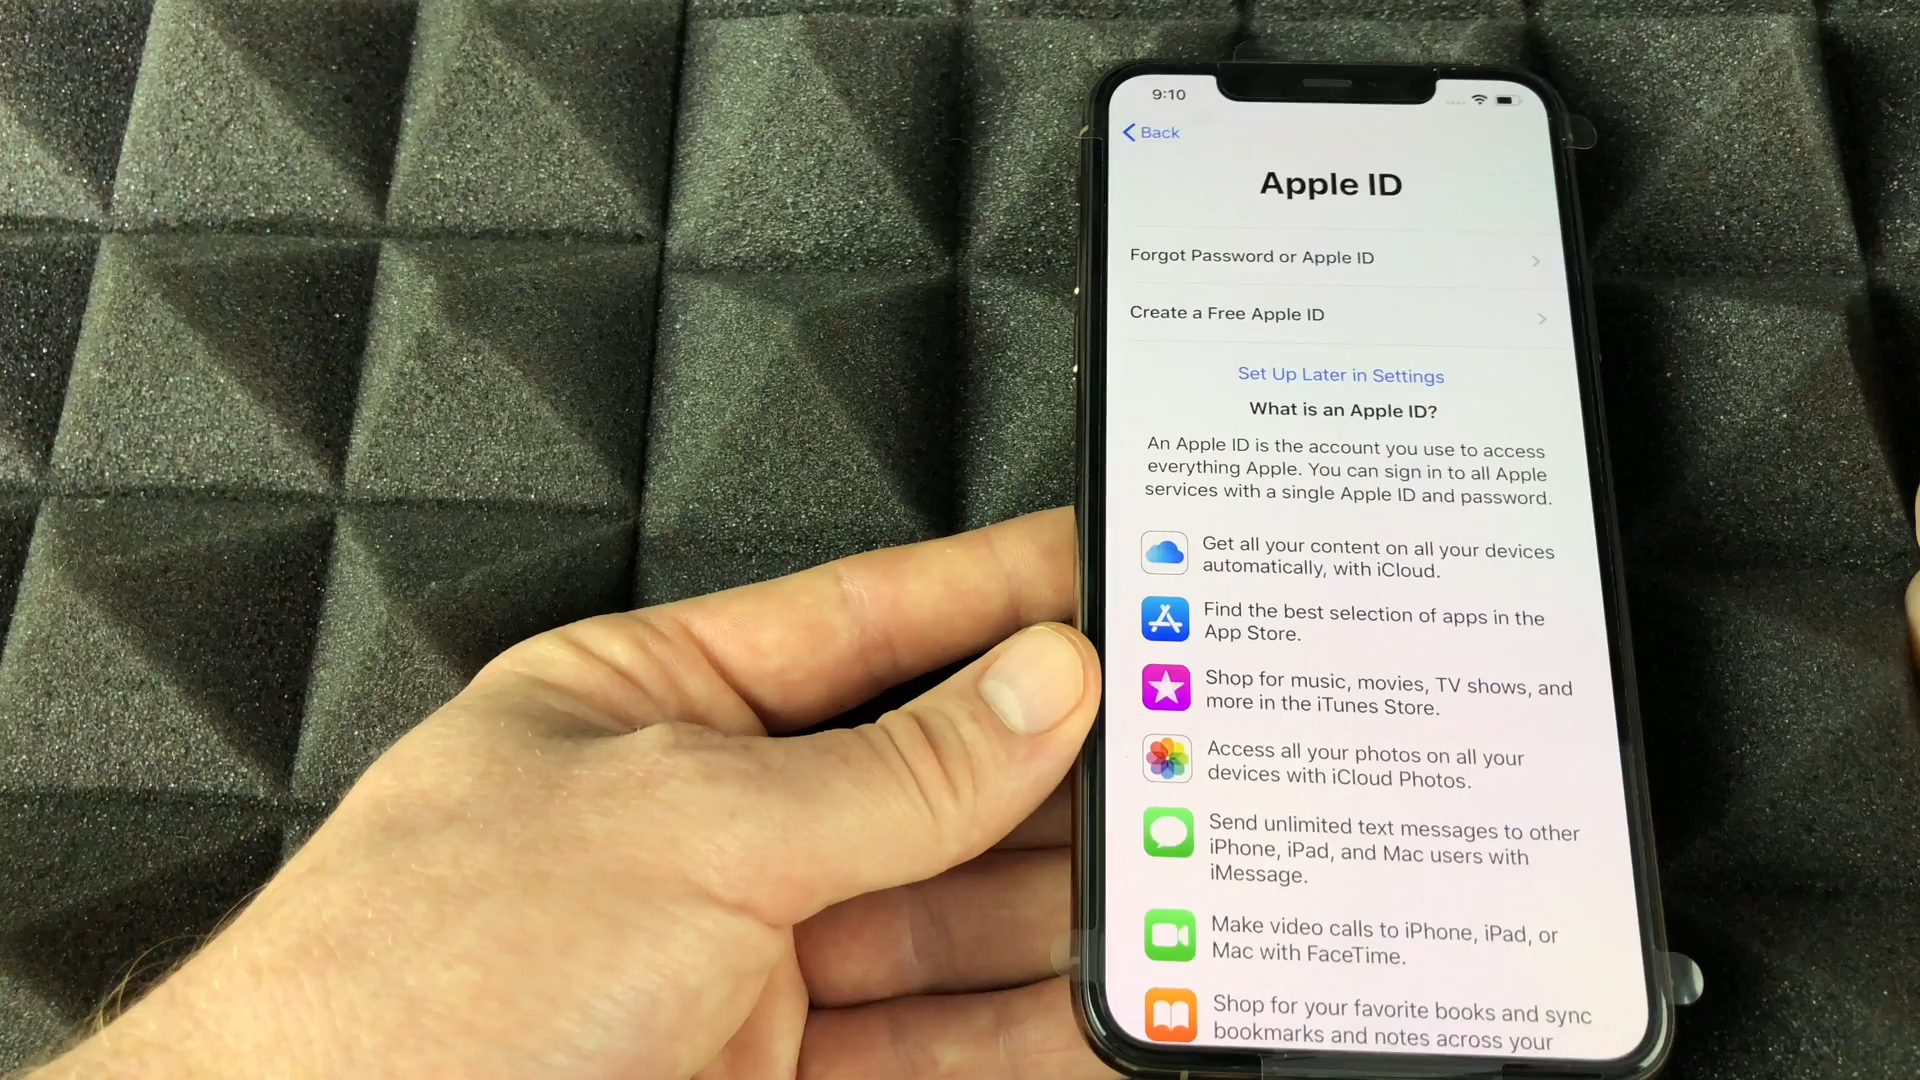 9:10
Back
Apple ID
Forgot Password or Apple ID
Create a Free Apple ID
Set Up Later in Settings
What is an Apple ID?
An Apple ID is the account you use to access
everything Apple. You can sign in to all Apple
services with a single Apple ID and password.
Get all your content on all your devices
automatically, with iCloud.
Find the best selection of apps in the
App Store.
Shop for music, movies, TV shows, and
more in the iTunes Store.
Access all your photos on all your
devices with iCloud Photos.
Send unlimited text messages to other
iPhone, iPad, and Mac users with
iMessage.
Make video calls to iPhone, iPad, or
Mac with FaceTime.
Shop for your favorite books and sync
bookmarks and notes across your